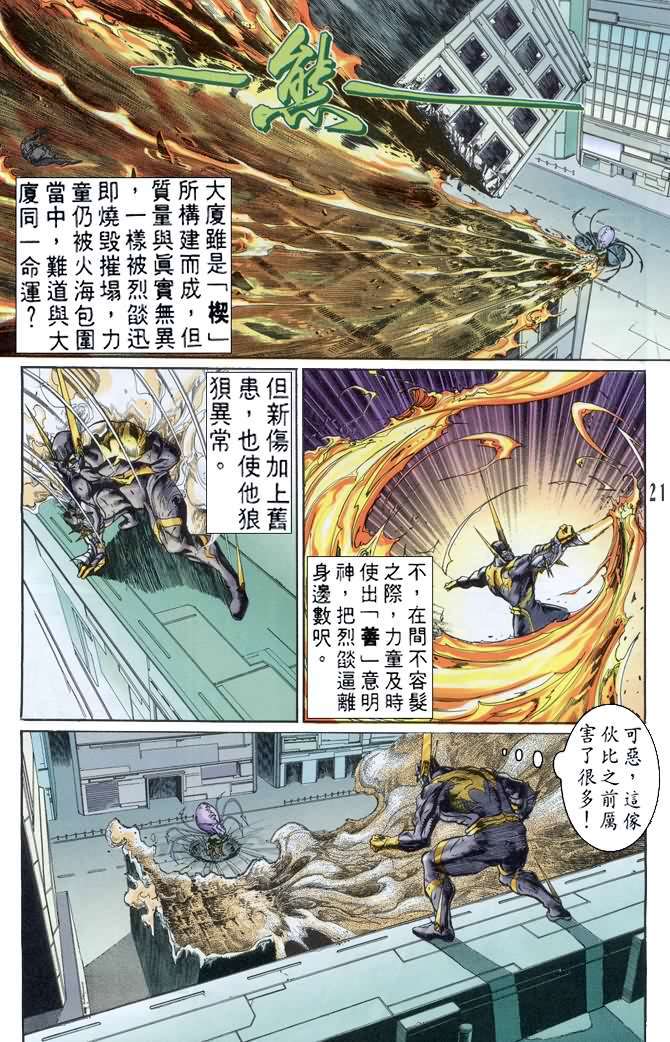 —熊—
大廈雖是「楔」
所構建而成，但
質量與眞實無異
，一樣被烈燄迅
即燒毀摧塌，力
童仍被火海包圍
當中，難道與大
廈同一命運？
不，在間不容髮
之際，力童及時
使出「善」意明
神，把烈燄逼離
身邊數呎。
但新傷加上舊
患，也使他狼
狽異常。
21
可惡，這傢
伙比之前厲
害了很多！